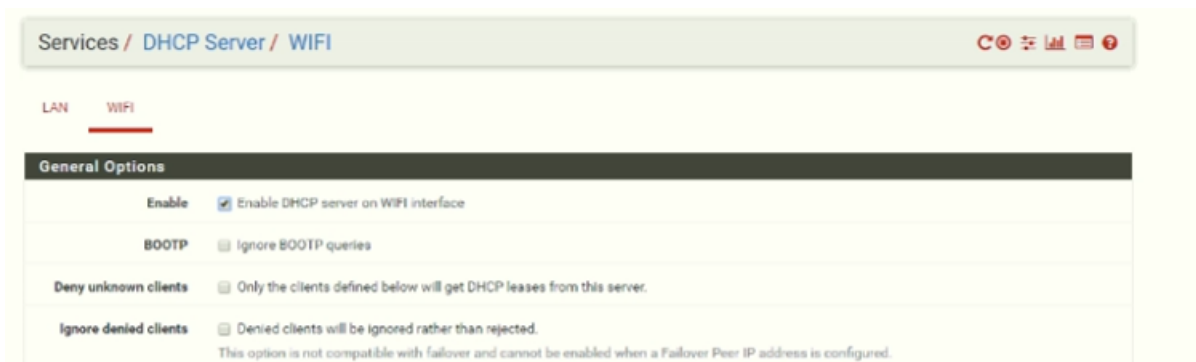 Services / DHCP Server / WIFI
LAN WIFI
General Options
Enable Enable DHCP server on WIFI interface
BOOTP Ignore BOOTP queries
Deny unknown clients Only the clients defined below will get DHCP leases from this server.
Ignore denied clients Denied clients will be ignored rather than rejected.
This option is not compatible with failover and cannot be enabled when a Failover Peer IP address is configured.